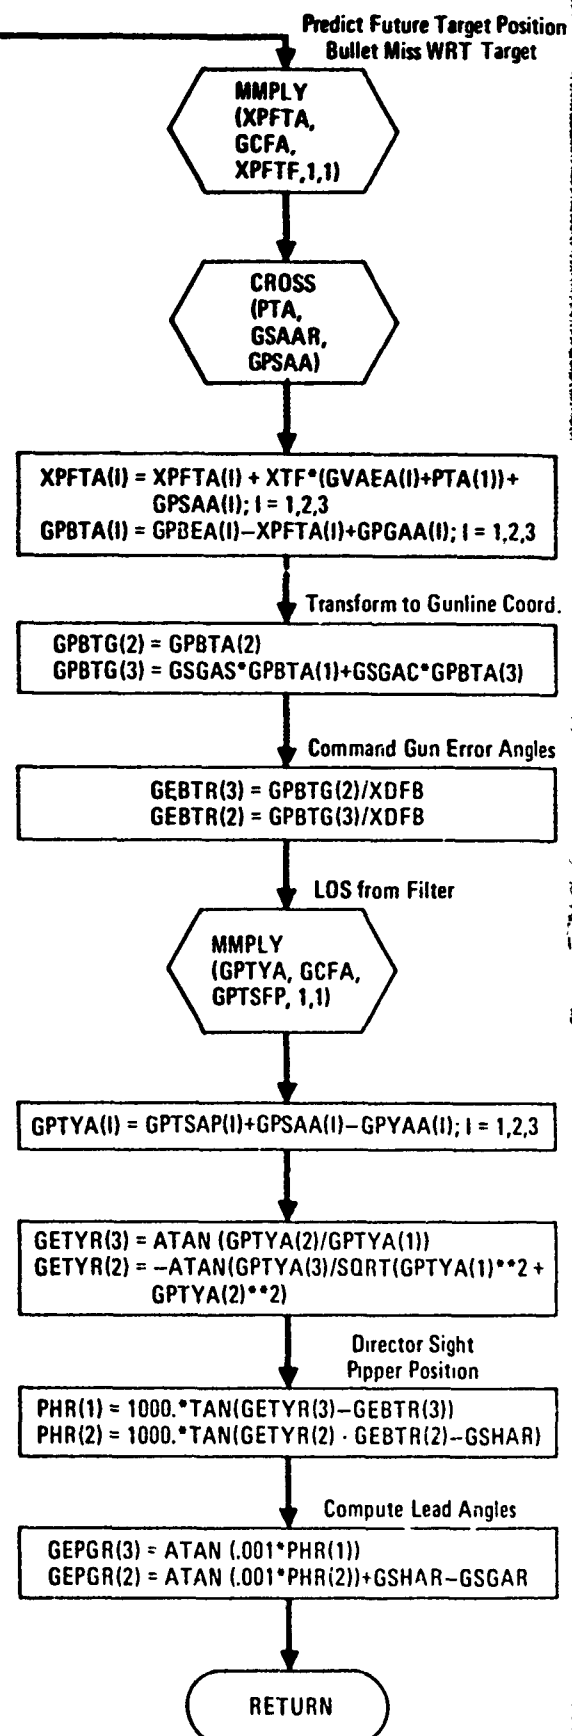 Predict Future Target Position
Bullet Miss WRT Target
MMPLY
(XPFTA,
GCFA,
XPFTF,1,1)
CROSS
(PTA,
GSAAR,
GPSAA)
XPFTA(I) = XPFTA(I) + XTF*(GVAEA(I)+PTA(1))+
GPSAA(I); I = 1,2,3
GPBTA(I) = GPBEA(I)–XPFTA(I)+GPGAA(I); I = 1,2,3
Transform to Gunline Coord.
GPBTG(2) = GPBTA(2)
GPBTG(3) = GSGAS*GPBTA(1)+GSGAC*GPBTA(3)
Command Gun Error Angles
GEBTR(3) = GPBTG(2)/XDFB
GEBTR(2) = GPBTG(3)/XDFB
LOS from Filter
MMPLY
(GPTYA, GCFA,
GPTSFP, 1,1)
GPTYA(I) = GPTSAP(I)+GPSAA(I)–GPYAA(I); I = 1,2,3
GETYR(3) = ATAN (GPTYA(2)/GPTYA(1))
GETYR(2) = –ATAN(GPTYA(3)/SQRT(GPTYA(1)**2 +
GPTYA(2)**2)
Director Sight
Pipper Position
PHR(1) = 1000.*TAN(GETYR(3)–GEBTR(3))
PHR(2) = 1000.*TAN(GETYR(2) - GEBTR(2)–GSHAR)
Compute Lead Angles
GEPGR(3) = ATAN (.001*PHR(1))
GEPGR(2) = ATAN (.001*PHR(2))+GSHAR–GSGAR
RETURN